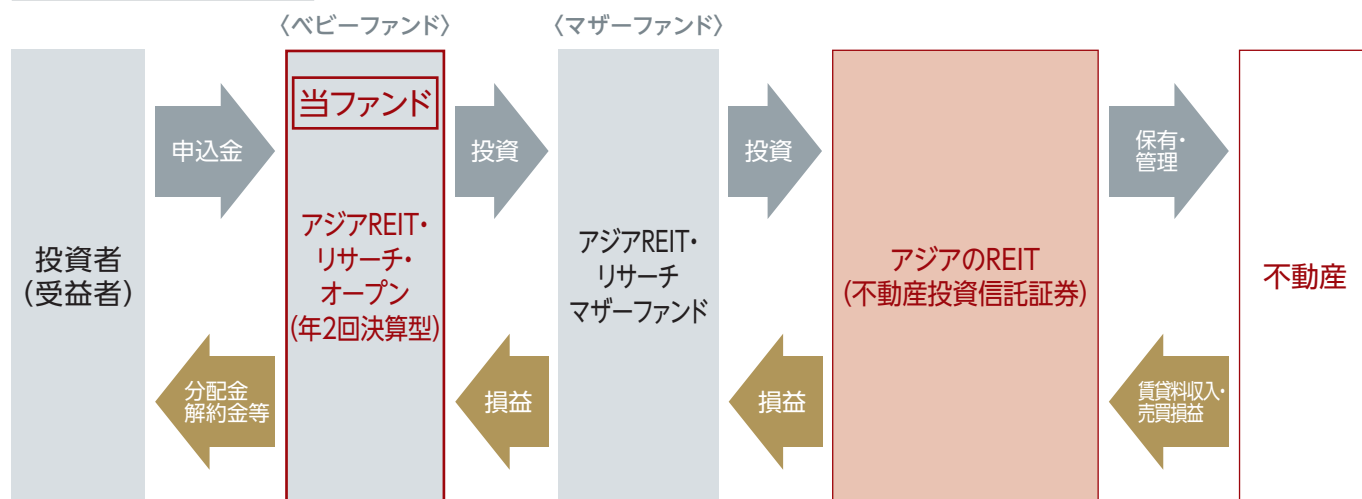 〈ベビーファンド〉
〈マザーファンド〉
投資者
(受益者)
申込金
分配金
解約金等
当ファンド
アジアREIT・
リサーチ・
オープン
(年2回決算型)
投資
損益
アジアREIT・
リサーチ
マザーファンド
投資
損益
アジアのREIT
(不動産投資信託証券)
保有・
管理
賃貸料収入・
売買損益
不動産